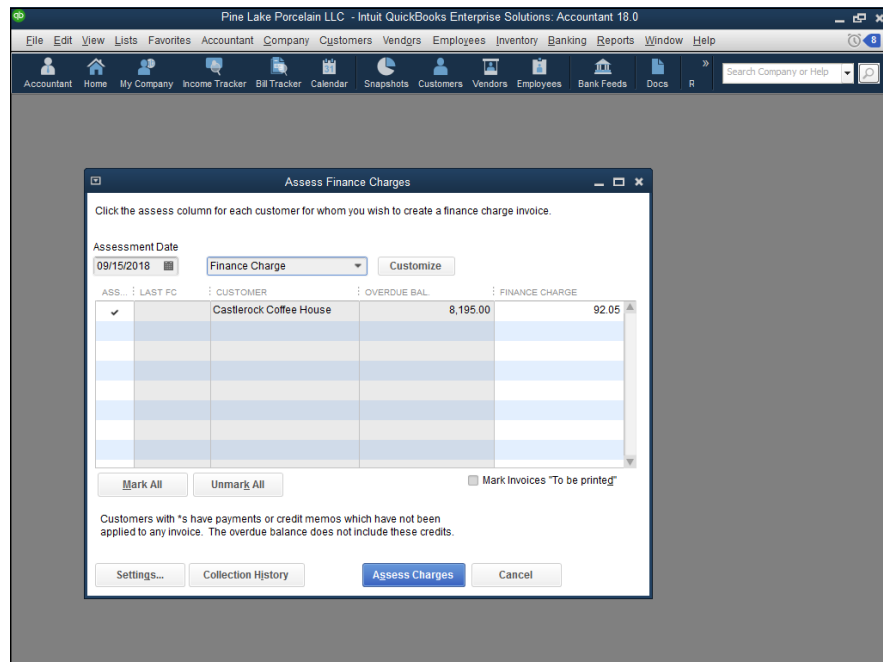 qb
Pine Lake Porcelain LLC - Intuit QuickBooks Enterprise Solutions: Accountant 18.0
File Edit View Lists Favorites Accountant Company Customers Vendors Employees Inventory Banking Reports Window Help 8
Accountant Home My Company Income Tracker Bill Tracker Calendar Snapshots Customers Vendors Employees Bank Feeds Docs R » Search Company or Help
Assess Finance Charges
Click the assess column for each customer for whom you wish to create a finance charge invoice.
Assessment Date
09/15/2018 Finance Charge Customize
ASS... LAST FC CUSTOMER OVERDUE BAL. FINANCE CHARGE
✓ Castlerock Coffee House 8,195.00 92.05
Mark All Unmark All Mark Invoices "To be printed"
Customers with *s have payments or credit memos which have not been
applied to any invoice. The overdue balance does not include these credits.
Settings... Collection History Assess Charges Cancel